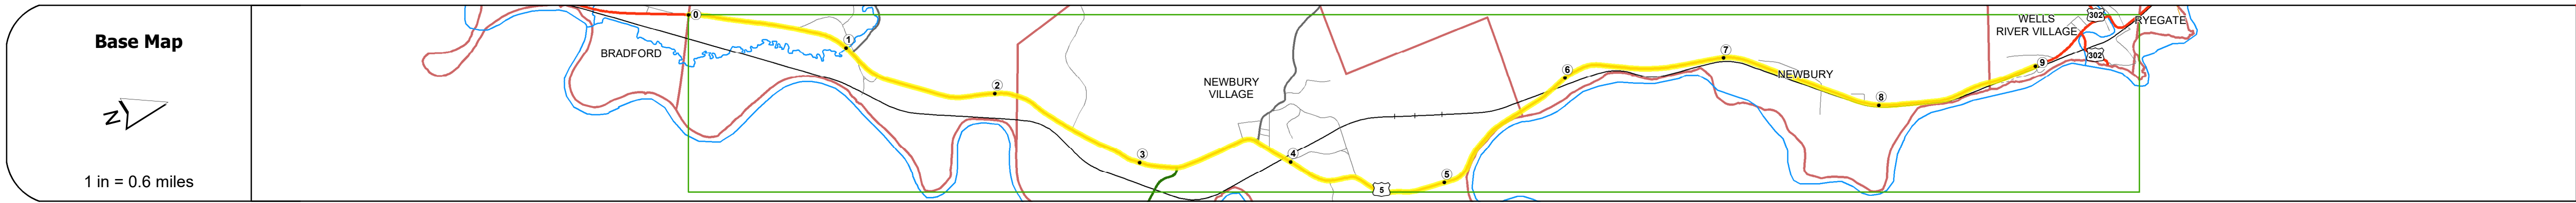 Base Map
N
1 in = 0.6 miles
BRADFORD
0
1
2
3
NEWBURY
VILLAGE
4
5
5
6
7
NEWBURY
8
9
WELLS
RIVER VILLAGE
302
302
RYEGATE